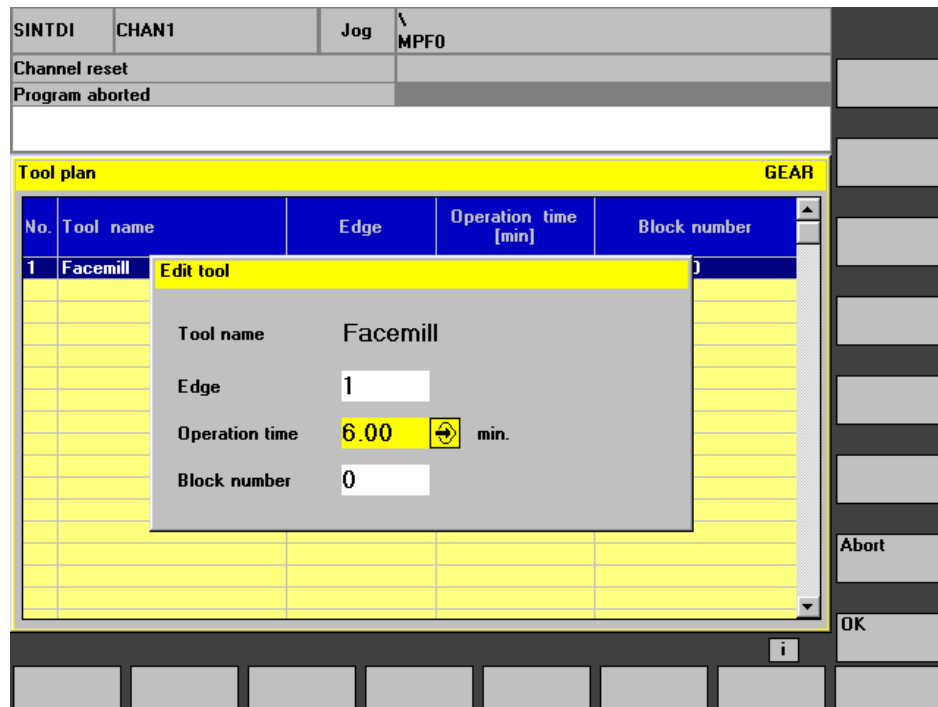 SINTDI CHAN1 Jog \
MPF0
Channel reset
Program aborted
Tool plan GEAR
No. Tool name Edge Operation time [min] Block number
1 Facemill 0
Edit tool
Tool name Facemill
Edge 1
Operation time 6.00 min.
Block number 0
Abort
OK
i